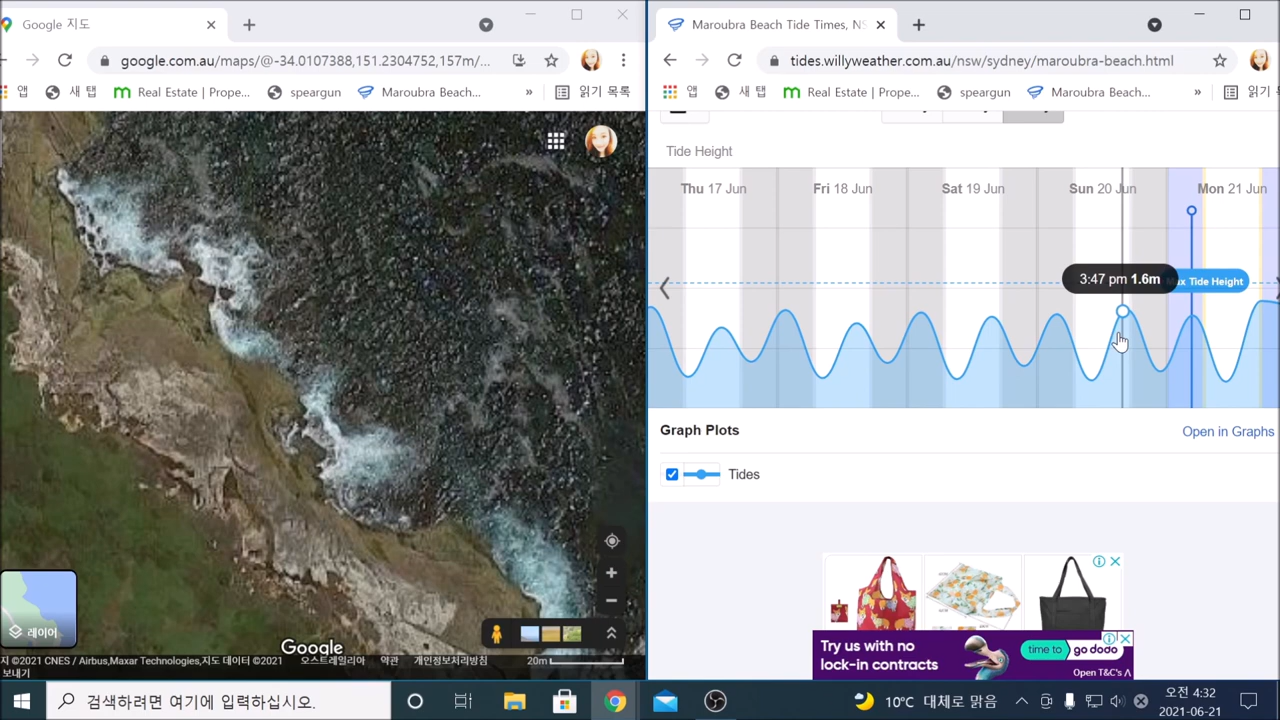 Google 지도
google.com.au/maps/@-34.0107388,151.2304752,157m/...
앱
새 탭
Real Estate | Prope...
speargun
Maroubra Beach...
»
읽기 목록
레이어
Google
©2021 CNES / Airbus,Maxar Technologies,지도 데이터 ©2021
오스트레일리아
약관
개인정보처리방침
20m
보내기
Maroubra Beach Tide Times, NS
tides.willyweather.com.au/nsw/sydney/maroubra-beach.html
앱
새 탭
Real Estate | Prope...
speargun
Maroubra Beach...
»
읽기
Tide Height
Thu 17 Jun
Fri 18 Jun
Sat 19 Jun
Sun 20 Jun
Mon 21 Jun
3:47 pm 1.6m
Tide Height
Graph Plots
Open in Graphs
Tides
Try us with no
lock-in contracts
time to
go dodo
Open T&C's
검색하려면 여기에 입력하십시오.
10°C 대체로 맑음
오전 4:32
2021-06-21